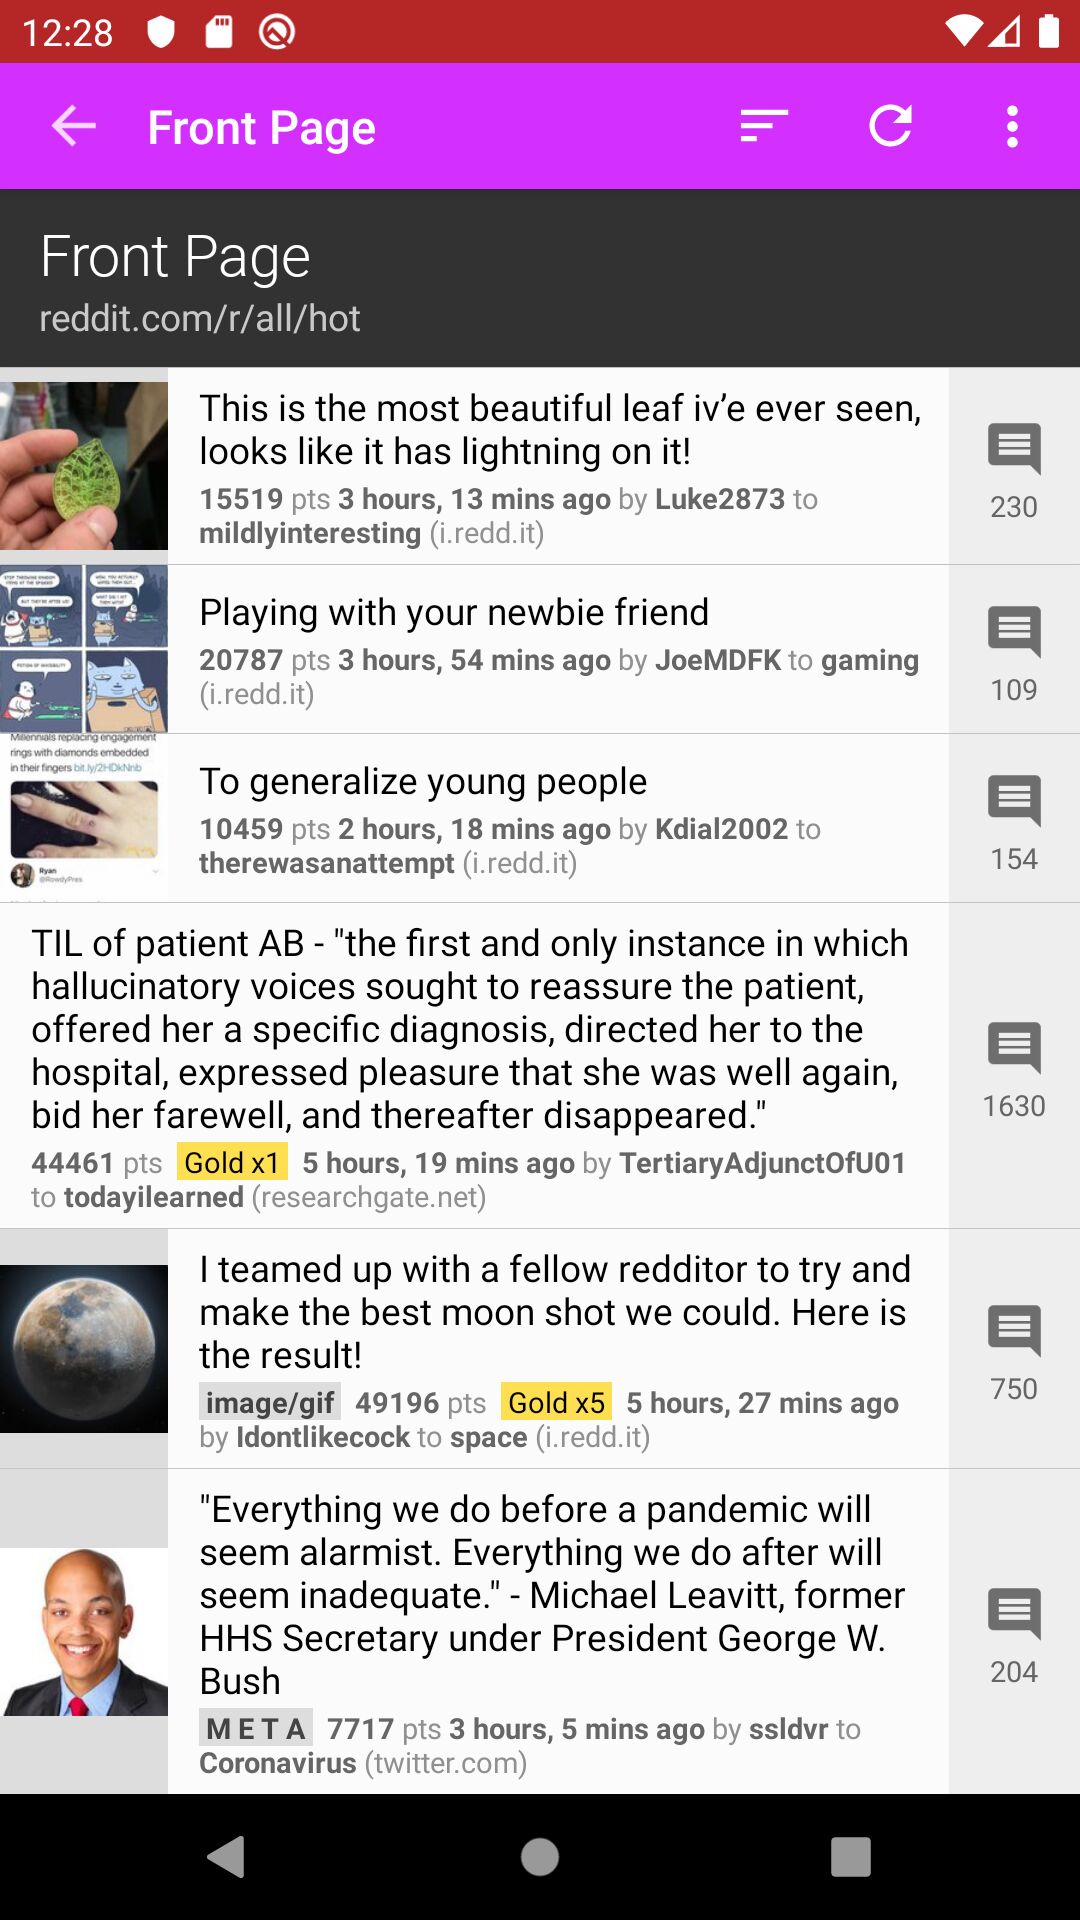 12:28
Front Page
Front Page
reddit.com/r/all/hot
This is the most beautiful leaf iv’e ever seen,
looks like it has lightning on it!
15519 pts 3 hours, 13 mins ago by Luke2873 to
mildlyinteresting (i.redd.it)
230
Playing with your newbie friend
20787 pts 3 hours, 54 mins ago by JoeMDFK to gaming
(i.redd.it)
109
Millennials replacing engagement
rings with diamonds embedded
in their fingers bit.ly/2HDkNnb
Ryan
@RowdyPres
To generalize young people
10459 pts 2 hours, 18 mins ago by Kdial2002 to
therewasanattempt (i.redd.it)
154
TIL of patient AB - "the first and only instance in which
hallucinatory voices sought to reassure the patient,
offered her a specific diagnosis, directed her to the
hospital, expressed pleasure that she was well again,
bid her farewell, and thereafter disappeared."
44461 pts Gold x1 5 hours, 19 mins ago by TertiaryAdjunctOfU01
to todayilearned (researchgate.net)
1630
I teamed up with a fellow redditor to try and
make the best moon shot we could. Here is
the result!
image/gif 49196 pts Gold x5 5 hours, 27 mins ago
by Idontlikecock to space (i.redd.it)
750
"Everything we do before a pandemic will
seem alarmist. Everything we do after will
seem inadequate." - Michael Leavitt, former
HHS Secretary under President George W.
Bush
M E T A 7717 pts 3 hours, 5 mins ago by ssldvr to
Coronavirus (twitter.com)
204